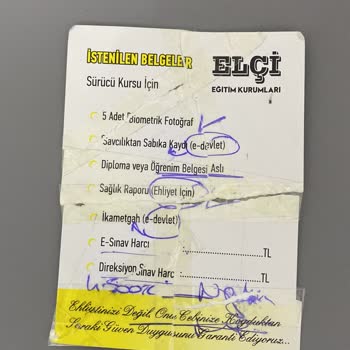 İSTENİLEN BELGELER
ELÇİ
EĞİTİM KURUMLARI
Sürücü Kursu İçin
5 Adet Biometrik Fotoğraf
Savcılıktan Sabıka Kaydı (e-devlet)
Diploma veya Öğrenim Belgesi Aslı
Sağlık Raporu (Ehliyet İçin)
İkametgah (e-devlet)
E-Sınav Harcı :..............................TL
Direksiyon Sınav Harcı :..............................TL
Ehliyetinize Değil, Onu Cebinize Koyduktan
Sonraki Güven Duygusunu Garanti Ediyoruz...